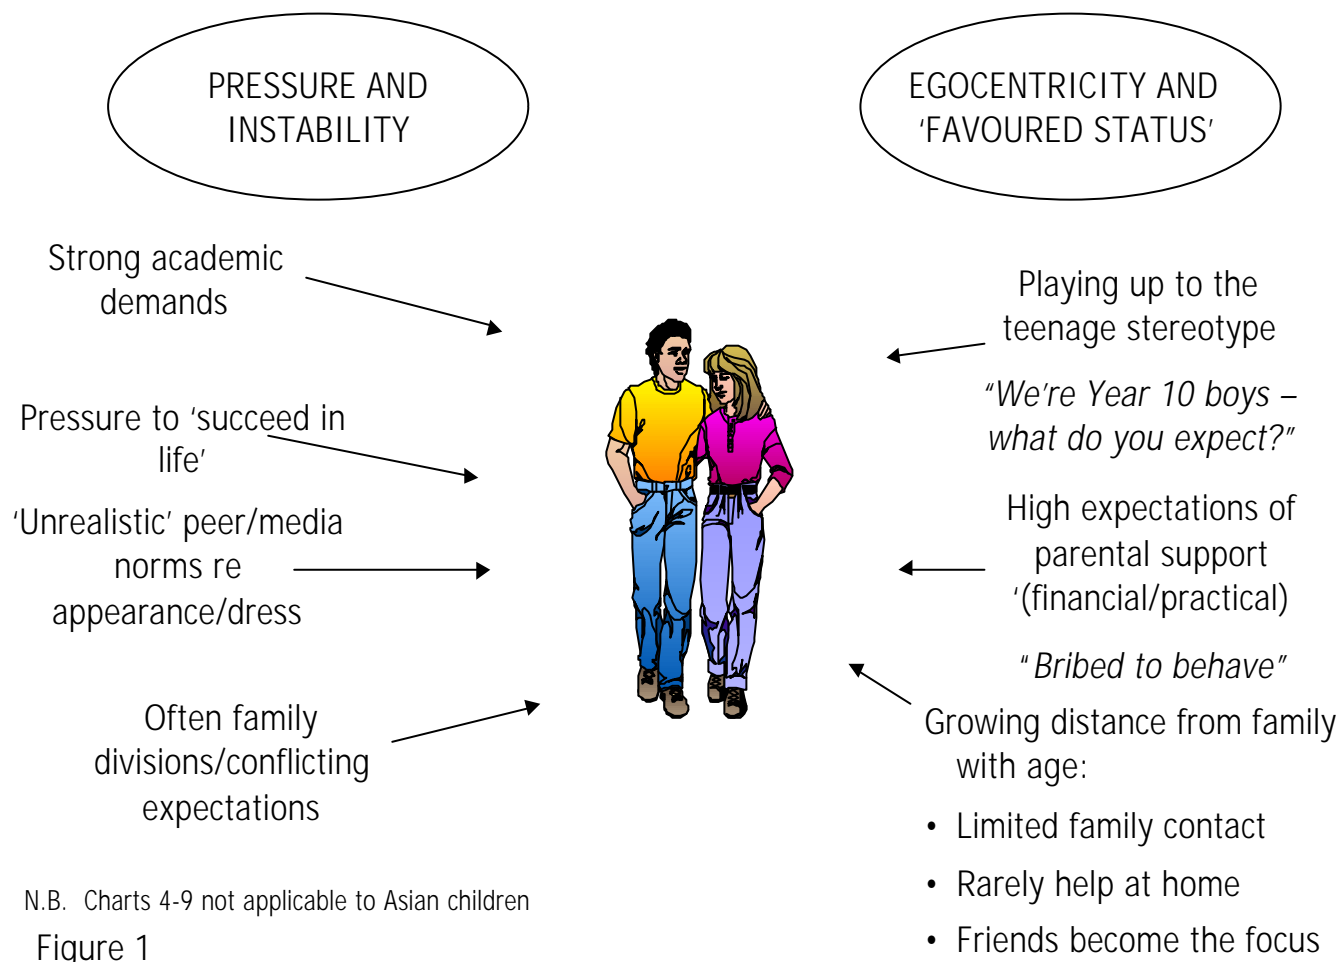 PRESSURE AND
INSTABILITY
EGOCENTRICITY AND
‘FAVOURED STATUS’
Strong academic
demands
Pressure to ‘succeed in
life’
‘Unrealistic’ peer/media
norms re
appearance/dress
Often family
divisions/conflicting
expectations
Playing up to the
teenage stereotype
“We’re Year 10 boys –
what do you expect?”
High expectations of
parental support
‘(financial/practical)
“Bribed to behave”
Growing distance from family
with age:
• Limited family contact
• Rarely help at home
• Friends become the focus
N.B. Charts 4-9 not applicable to Asian children
Figure 1